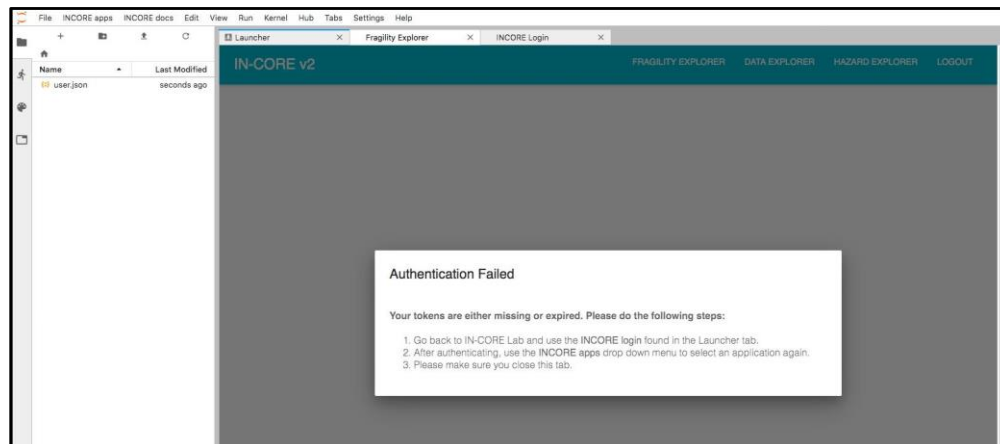 File INCORE apps INCORE docs Edit View Run Kernel Hub Tabs Settings Help
Launcher Fragility Explorer INCORE Login
Name Last Modified
user.json seconds ago
IN-CORE v2 FRAGILITY EXPLORER DATA EXPLORER HAZARD EXPLORER LOGOUT
Authentication Failed
Your tokens are either missing or expired. Please do the following steps:
1. Go back to IN-CORE Lab and use the INCORE login found in the Launcher tab.
2. After authenticating, use the INCORE apps drop down menu to select an application again.
3. Please make sure you close this tab.